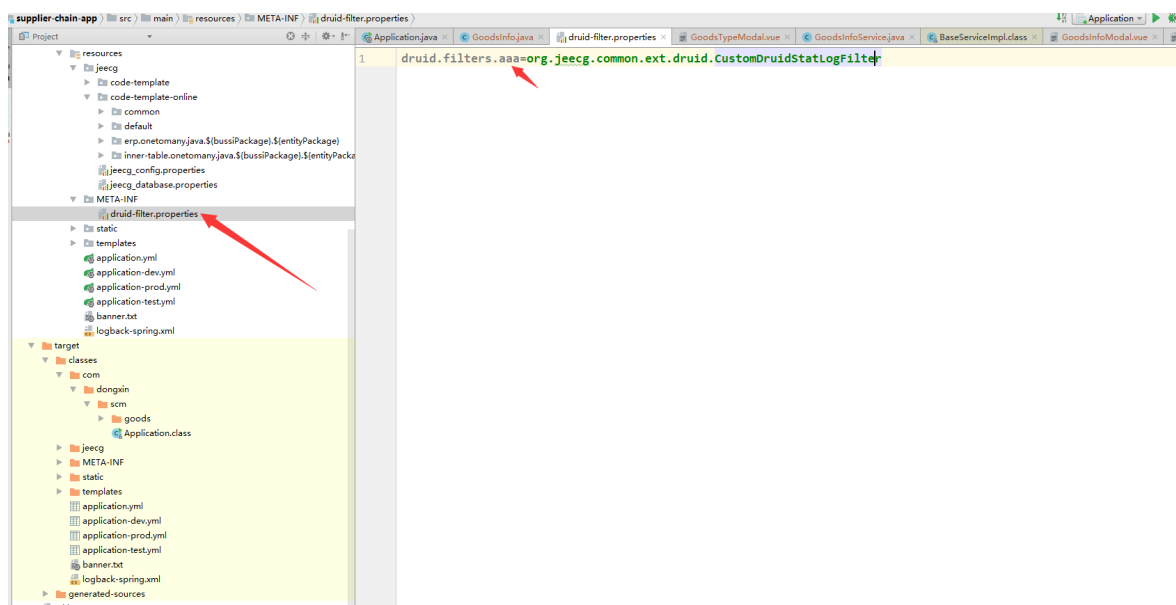 supplier-chain-app src main resources META-INF druid-filter.properties Application
Project
Application.java GoodsInfo.java druid-filter.properties GoodsTypeModal.vue GoodsInfoService.java BaseServiceImpl.class GoodsInfoModal.vue
1 druid.filters.aaa=org.jeecg.common.ext.druid.CustomDruidStatLogFilter
resources
jeecg
code-template
code-template-online
common
default
erp.onetomany.java.${bussiPackage}.${entityPackage}
inner-table.onetomany.java.${bussiPackage}.${entityPacka
jeecg_config.properties
jeecg_database.properties
META-INF
druid-filter.properties
static
templates
application.yml
application-dev.yml
application-prod.yml
application-test.yml
banner.txt
logback-spring.xml
target
classes
com
dongxin
scm
goods
Application.class
jeecg
META-INF
static
templates
application.yml
application-dev.yml
application-prod.yml
application-test.yml
banner.txt
logback-spring.xml
generated-sources